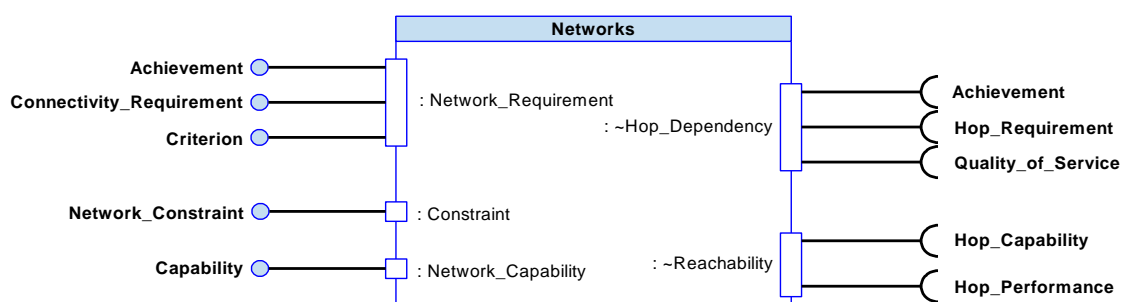 Networks
Achievement
Connectivity_Requirement
Criterion
: Network_Requirement
: ~Hop_Dependency
Achievement
Hop_Requirement
Quality_of_Service
Network_Constraint
: Constraint
Capability
: Network_Capability
: ~Reachability
Hop_Capability
Hop_Performance